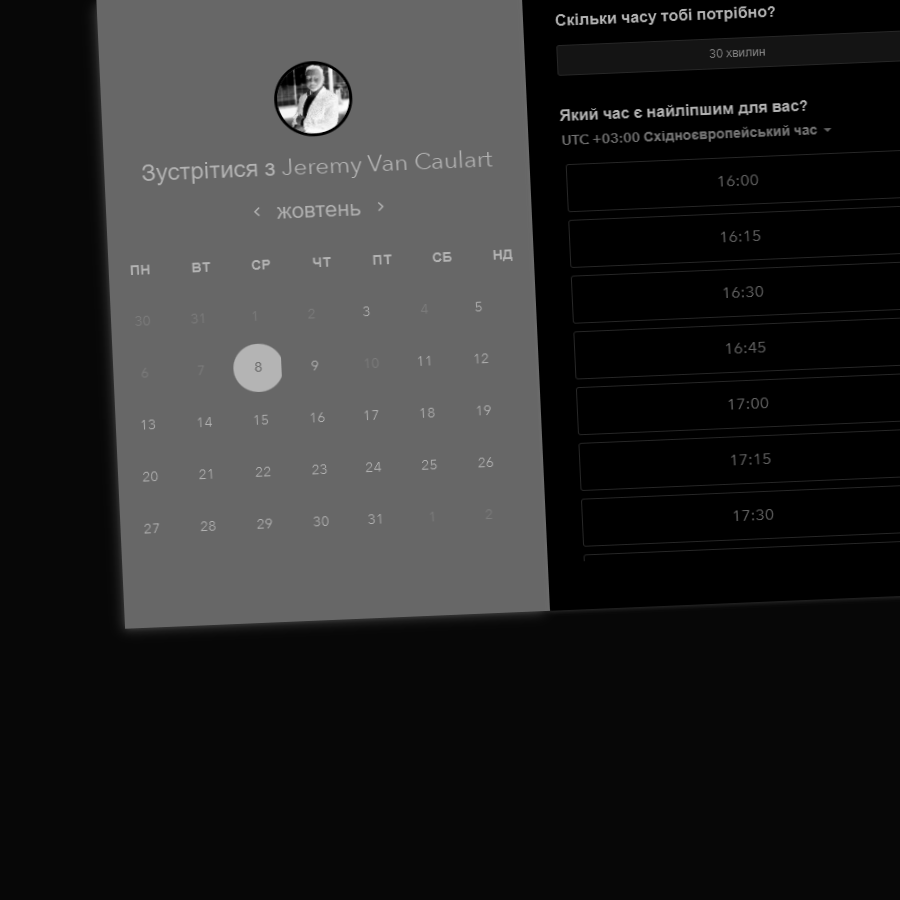 Зустрітися з Jeremy Van Caulart
жовтень
ПН ВТ СР ЧТ ПТ СБ НД
30 31 1 2 3 4 5
6 7 8 9 10 11 12
13 14 15 16 17 18 19
20 21 22 23 24 25 26
27 28 29 30 31 1 2
Скільки часу тобі потрібно?
30 хвилин
Який час є найліпшим для вас?
UTC +03:00 Східноєвропейський час
16:00
16:15
16:30
16:45
17:00
17:15
17:30